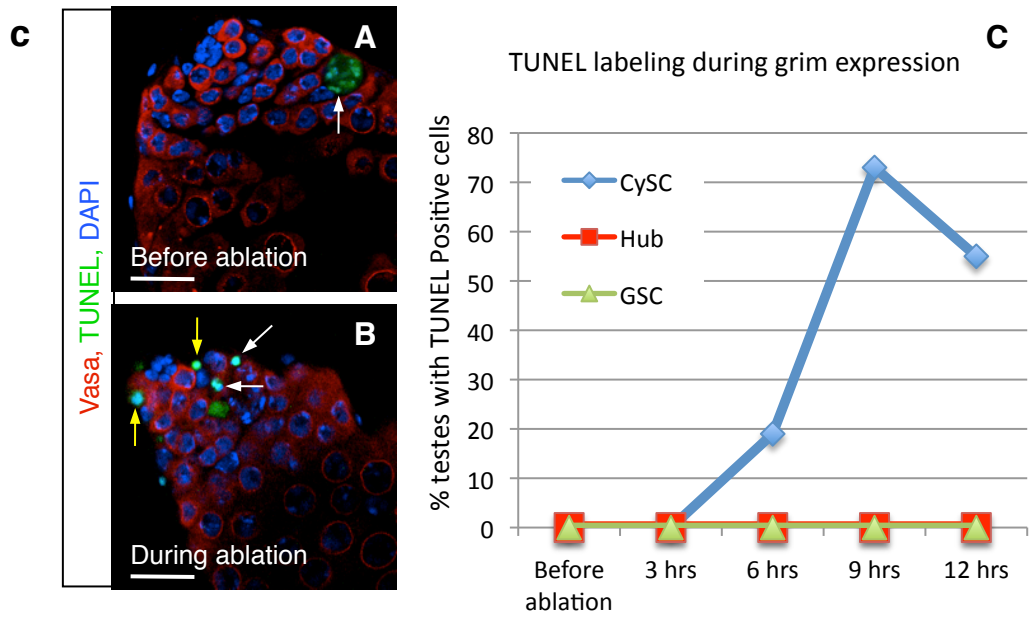 c
Vasa, TUNEL, DAPI
A
Before ablation
B
During ablation
C
TUNEL labeling during grim expression
% testes with TUNEL Positive cells
80
70
60
50
40
30
20
10
0
CySC
Hub
GSC
Before ablation
3 hrs
6 hrs
9 hrs
12 hrs